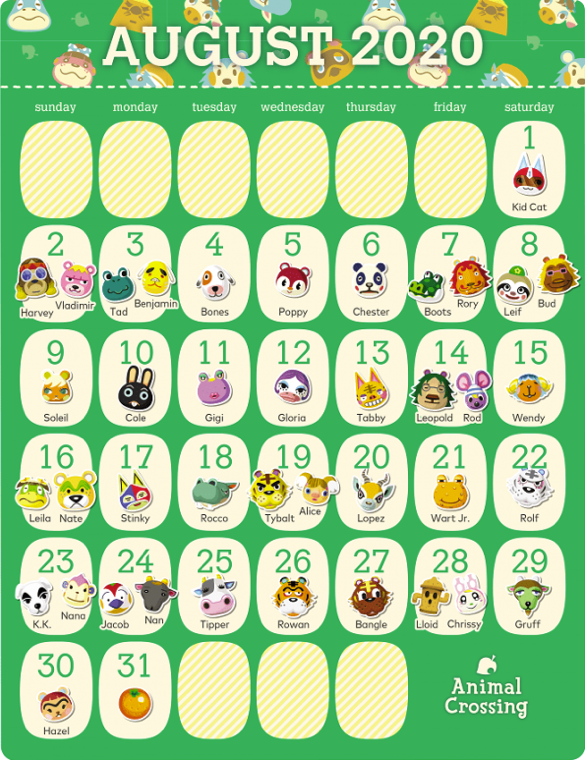 AUGUST 2020
sunday monday tuesday wednesday thursday friday saturday
1
Kid Cat
2 3 4 5 6 7 8
Harvey Vladimir Tad Benjamin Bones Poppy Chester Boots Rory Leif Bud
9 10 11 12 13 14 15
Soleil Cole Gigi Gloria Tabby Leopold Rod Wendy
16 17 18 19 20 21 22
Leila Nate Stinky Rocco Tybalt Alice Lopez Wart Jr. Rolf
23 24 25 26 27 28 29
K.K. Nana Jacob Nan Tipper Rowan Bangle Lloid Chrissy Gruff
30 31
Hazel
Animal
Crossing